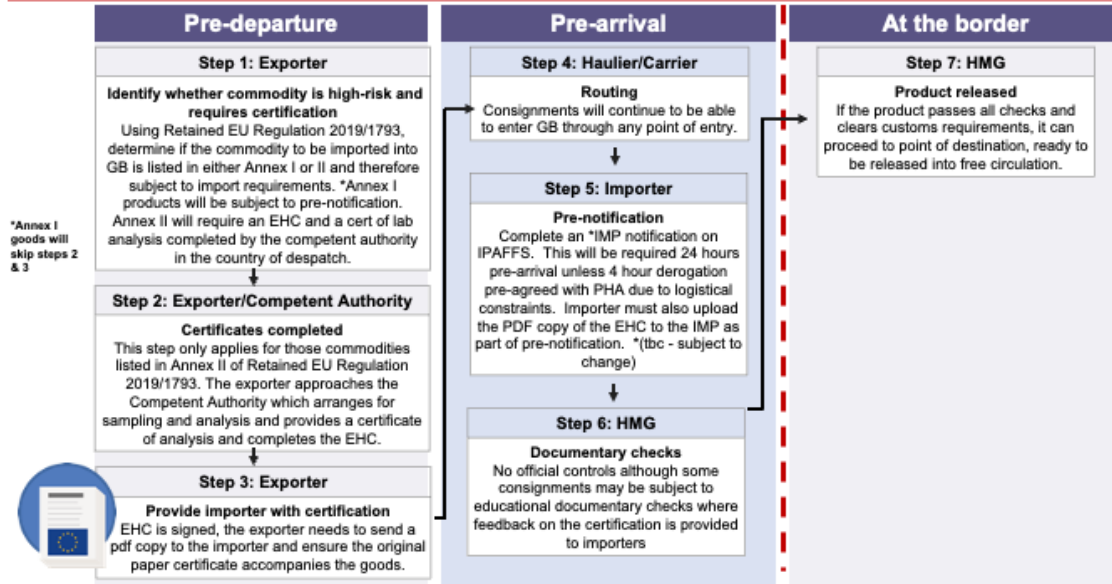 Pre-departure
Step 1: Exporter
Identify whether commodity is high-risk and
requires certification
Using Retained EU Regulation 2019/1793,
determine if the commodity to be imported into
GB is listed in either Annex I or II and therefore
subject to import requirements. *Annex I
products will be subject to pre-notification.
Annex II will require an EHC and a cert of lab
analysis completed by the competent authority
in the country of despatch.
*Annex I
goods will
skip steps 2
& 3
Step 2: Exporter/Competent Authority
Certificates completed
This step only applies for those commodities
listed in Annex II of Retained EU Regulation
2019/1793. The exporter approaches the
Competent Authority which arranges for
sampling and analysis and provides a certificate
of analysis and completes the EHC.
Step 3: Exporter
Provide importer with certification
EHC is signed, the exporter needs to send a
pdf copy to the importer and ensure the original
paper certificate accompanies the goods.
Pre-arrival
Step 4: Haulier/Carrier
Routing
Consignments will continue to be able
to enter GB through any point of entry.
Step 5: Importer
Pre-notification
Complete an *IMP notification on
IPAFFS. This will be required 24 hours
pre-arrival unless 4 hour derogation
pre-agreed with PHA due to logistical
constraints. Importer must also upload
the PDF copy of the EHC to the IMP as
part of pre-notification. *(tbc - subject to
change)
Step 6: HMG
Documentary checks
No official controls although some
consignments may be subject to
educational documentary checks where
feedback on the certification is provided
to importers
At the border
Step 7: HMG
Product released
If the product passes all checks and
clears customs requirements, it can
proceed to point of destination, ready to
be released into free circulation.